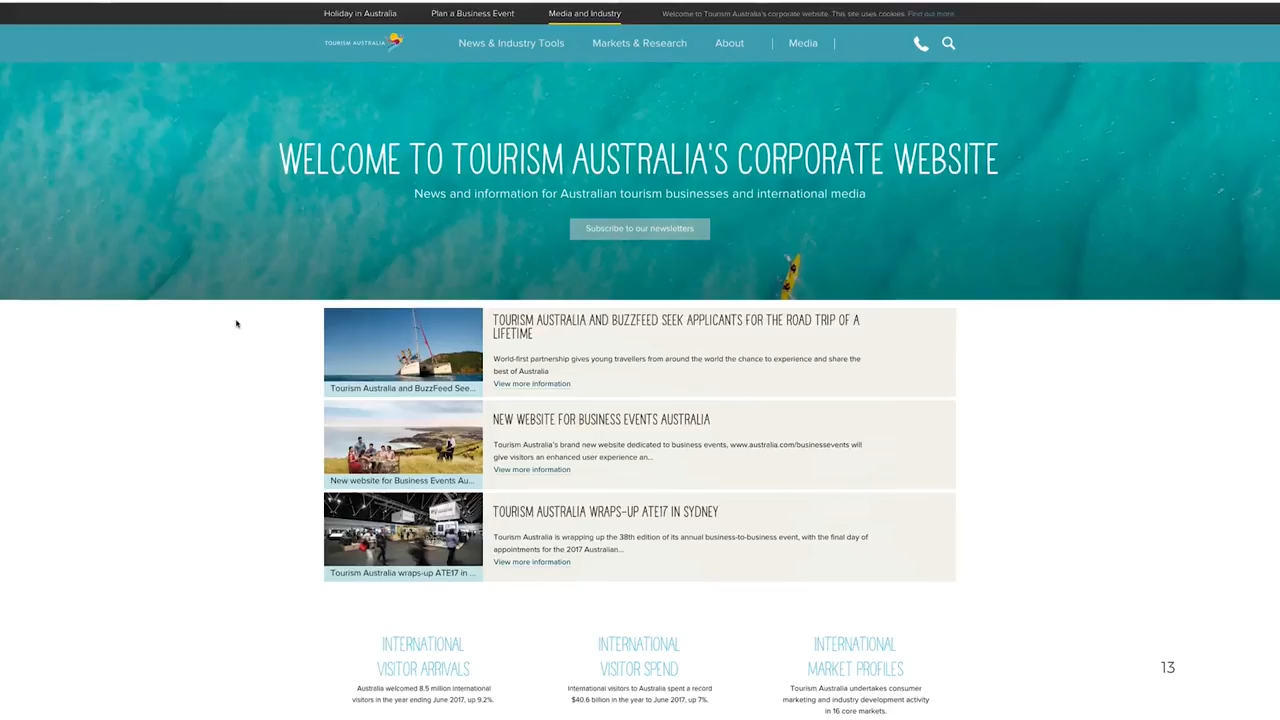 Holiday in Australia
Plan a Business Event
Media and Industry
Welcome to Tourism Australia's corporate website. This site uses cookies. Find out more.
TOURISM AUSTRALIA
News & Industry Tools
Markets & Research
About
Media
WELCOME TO TOURISM AUSTRALIA'S CORPORATE WEBSITE
News and information for Australian tourism businesses and international media
Subscribe to our newsletters
Tourism Australia and BuzzFeed See...
TOURISM AUSTRALIA AND BUZZFEED SEEK APPLICANTS FOR THE ROAD TRIP OF A
LIFETIME
World-first partnership gives young travellers from around the world the chance to experience and share the
best of Australia
View more information
New website for Business Events Au...
NEW WEBSITE FOR BUSINESS EVENTS AUSTRALIA
Tourism Australia's brand new website dedicated to business events, www.australia.com/businessevents will
give visitors an enhanced user experience an...
View more information
Tourism Australia wraps-up ATE17 in ...
TOURISM AUSTRALIA WRAPS-UP ATE17 IN SYDNEY
Tourism Australia is wrapping up the 38th edition of its annual business-to-business event, with the final day of
appointments for the 2017 Australian...
View more information
INTERNATIONAL
VISITOR ARRIVALS
Australia welcomed 8.5 million international
visitors in the year ending June 2017, up 9.2%.
INTERNATIONAL
VISITOR SPEND
International visitors to Australia spent a record
$40.6 billion in the year to June 2017, up 7%.
INTERNATIONAL
MARKET PROFILES
Tourism Australia undertakes consumer
marketing and industry development activity
in 16 core markets.
13